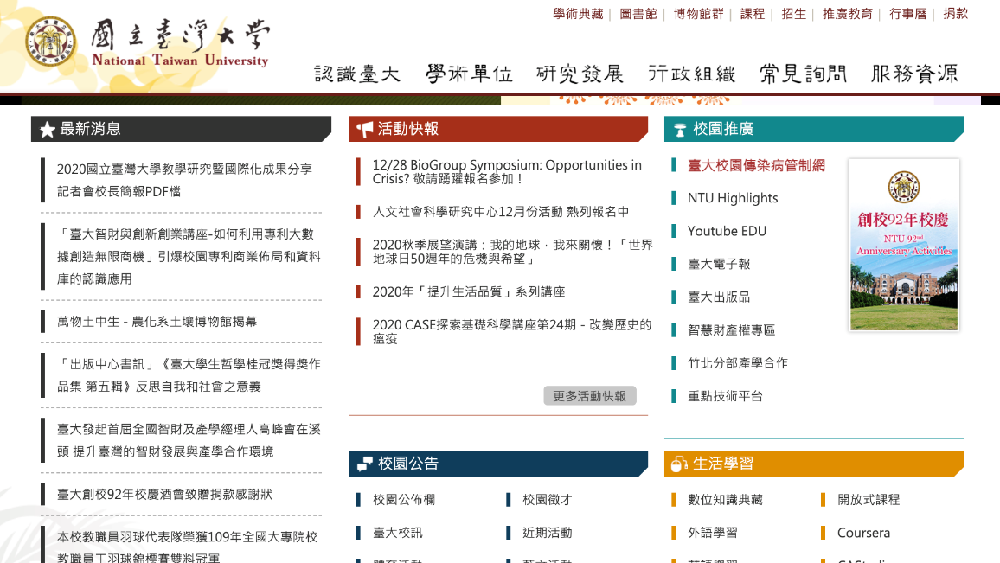 學術典藏 | 圖書館 | 博物館群 | 課程 | 招生 | 推廣教育 | 行事曆 | 捐款
國立臺灣大學
National Taiwan University
認識臺大 學術單位 研究發展 行政組織 常見詢問 服務資源
最新消息
2020國立臺灣大學教學研究暨國際化成果分享
記者會校長簡報PDF檔
「臺大智財與創新創業講座-如何利用專利大數
據創造無限商機」引爆校園專利商業佈局和資料
庫的認識應用
萬物土中生－農化系土壤博物館揭幕
「出版中心書訊」《臺大學生哲學桂冠獎得獎作
品集 第五輯》反思自我和社會之意義
臺大發起首屆全國智財及產學經理人高峰會在溪
頭 提升臺灣的智財發展與產學合作環境
臺大創校92年校慶酒會致贈捐款感謝狀
本校教職員羽球代表隊榮獲109年全國大專院校
教職員工羽球錦標賽雙料冠軍
活動快報
12/28 BioGroup Symposium: Opportunities in
Crisis? 敬請踴躍報名參加！
人文社會科學研究中心12月份活動 熱列報名中
2020秋季展望演講：我的地球，我來關懷！「世界
地球日50週年的危機與希望」
2020年「提升生活品質」系列講座
2020 CASE探索基礎科學講座第24期－改變歷史的
瘟疫
更多活動快報
校園推廣
臺大校園傳染病管制網
NTU Highlights
Youtube EDU
臺大電子報
臺大出版品
智慧財產權專區
竹北分部產學合作
重點技術平台
創校92年校慶
NTU 92nd
Anniversary Activities
校園公告
校園公佈欄 校園徵才
臺大校訊 近期活動
生活學習
數位知識典藏 開放式課程
外語學習 Coursera